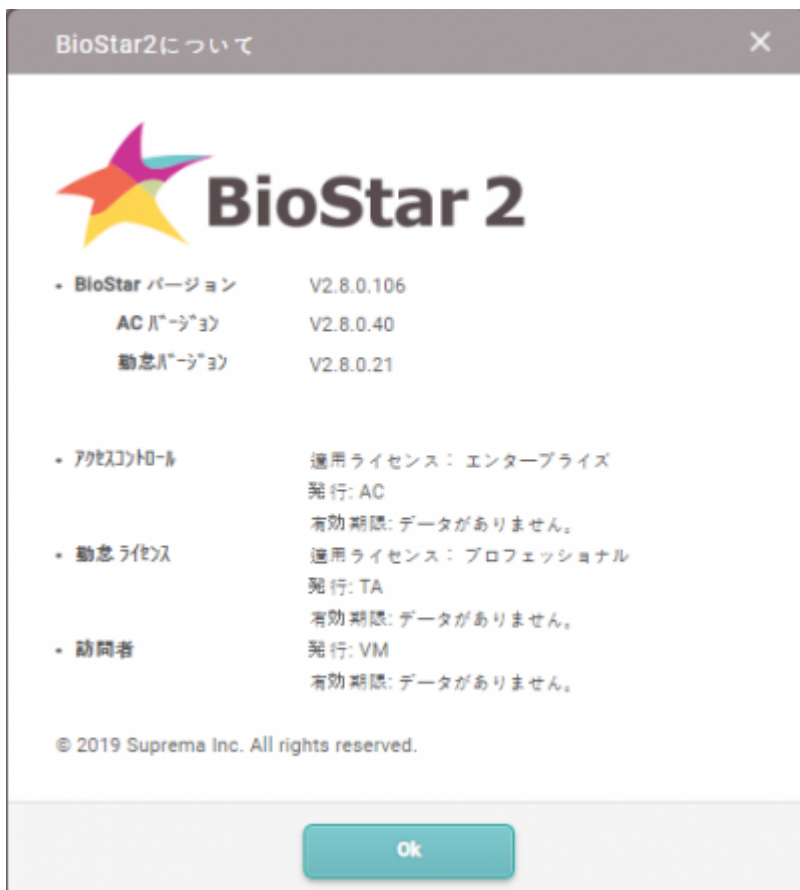 BioStar2について
BioStar 2
• BioStar バージョン V2.8.0.106
AC ﾊﾞｰｼﾞｮﾝ V2.8.0.40
勤怠ﾊﾞｰｼﾞｮﾝ V2.8.0.21
• ｱｸｾｽｺﾝﾄﾛｰﾙ 適用ライセンス： エンタープライズ
発行: AC
有効期限: データがありません。
• 勤怠 ﾗｲｾﾝｽ 適用ライセンス： プロフェッショナル
発行: TA
有効期限: データがありません。
• 訪問者 発行: VM
有効期限: データがありません。
© 2019 Suprema Inc. All rights reserved.
Ok